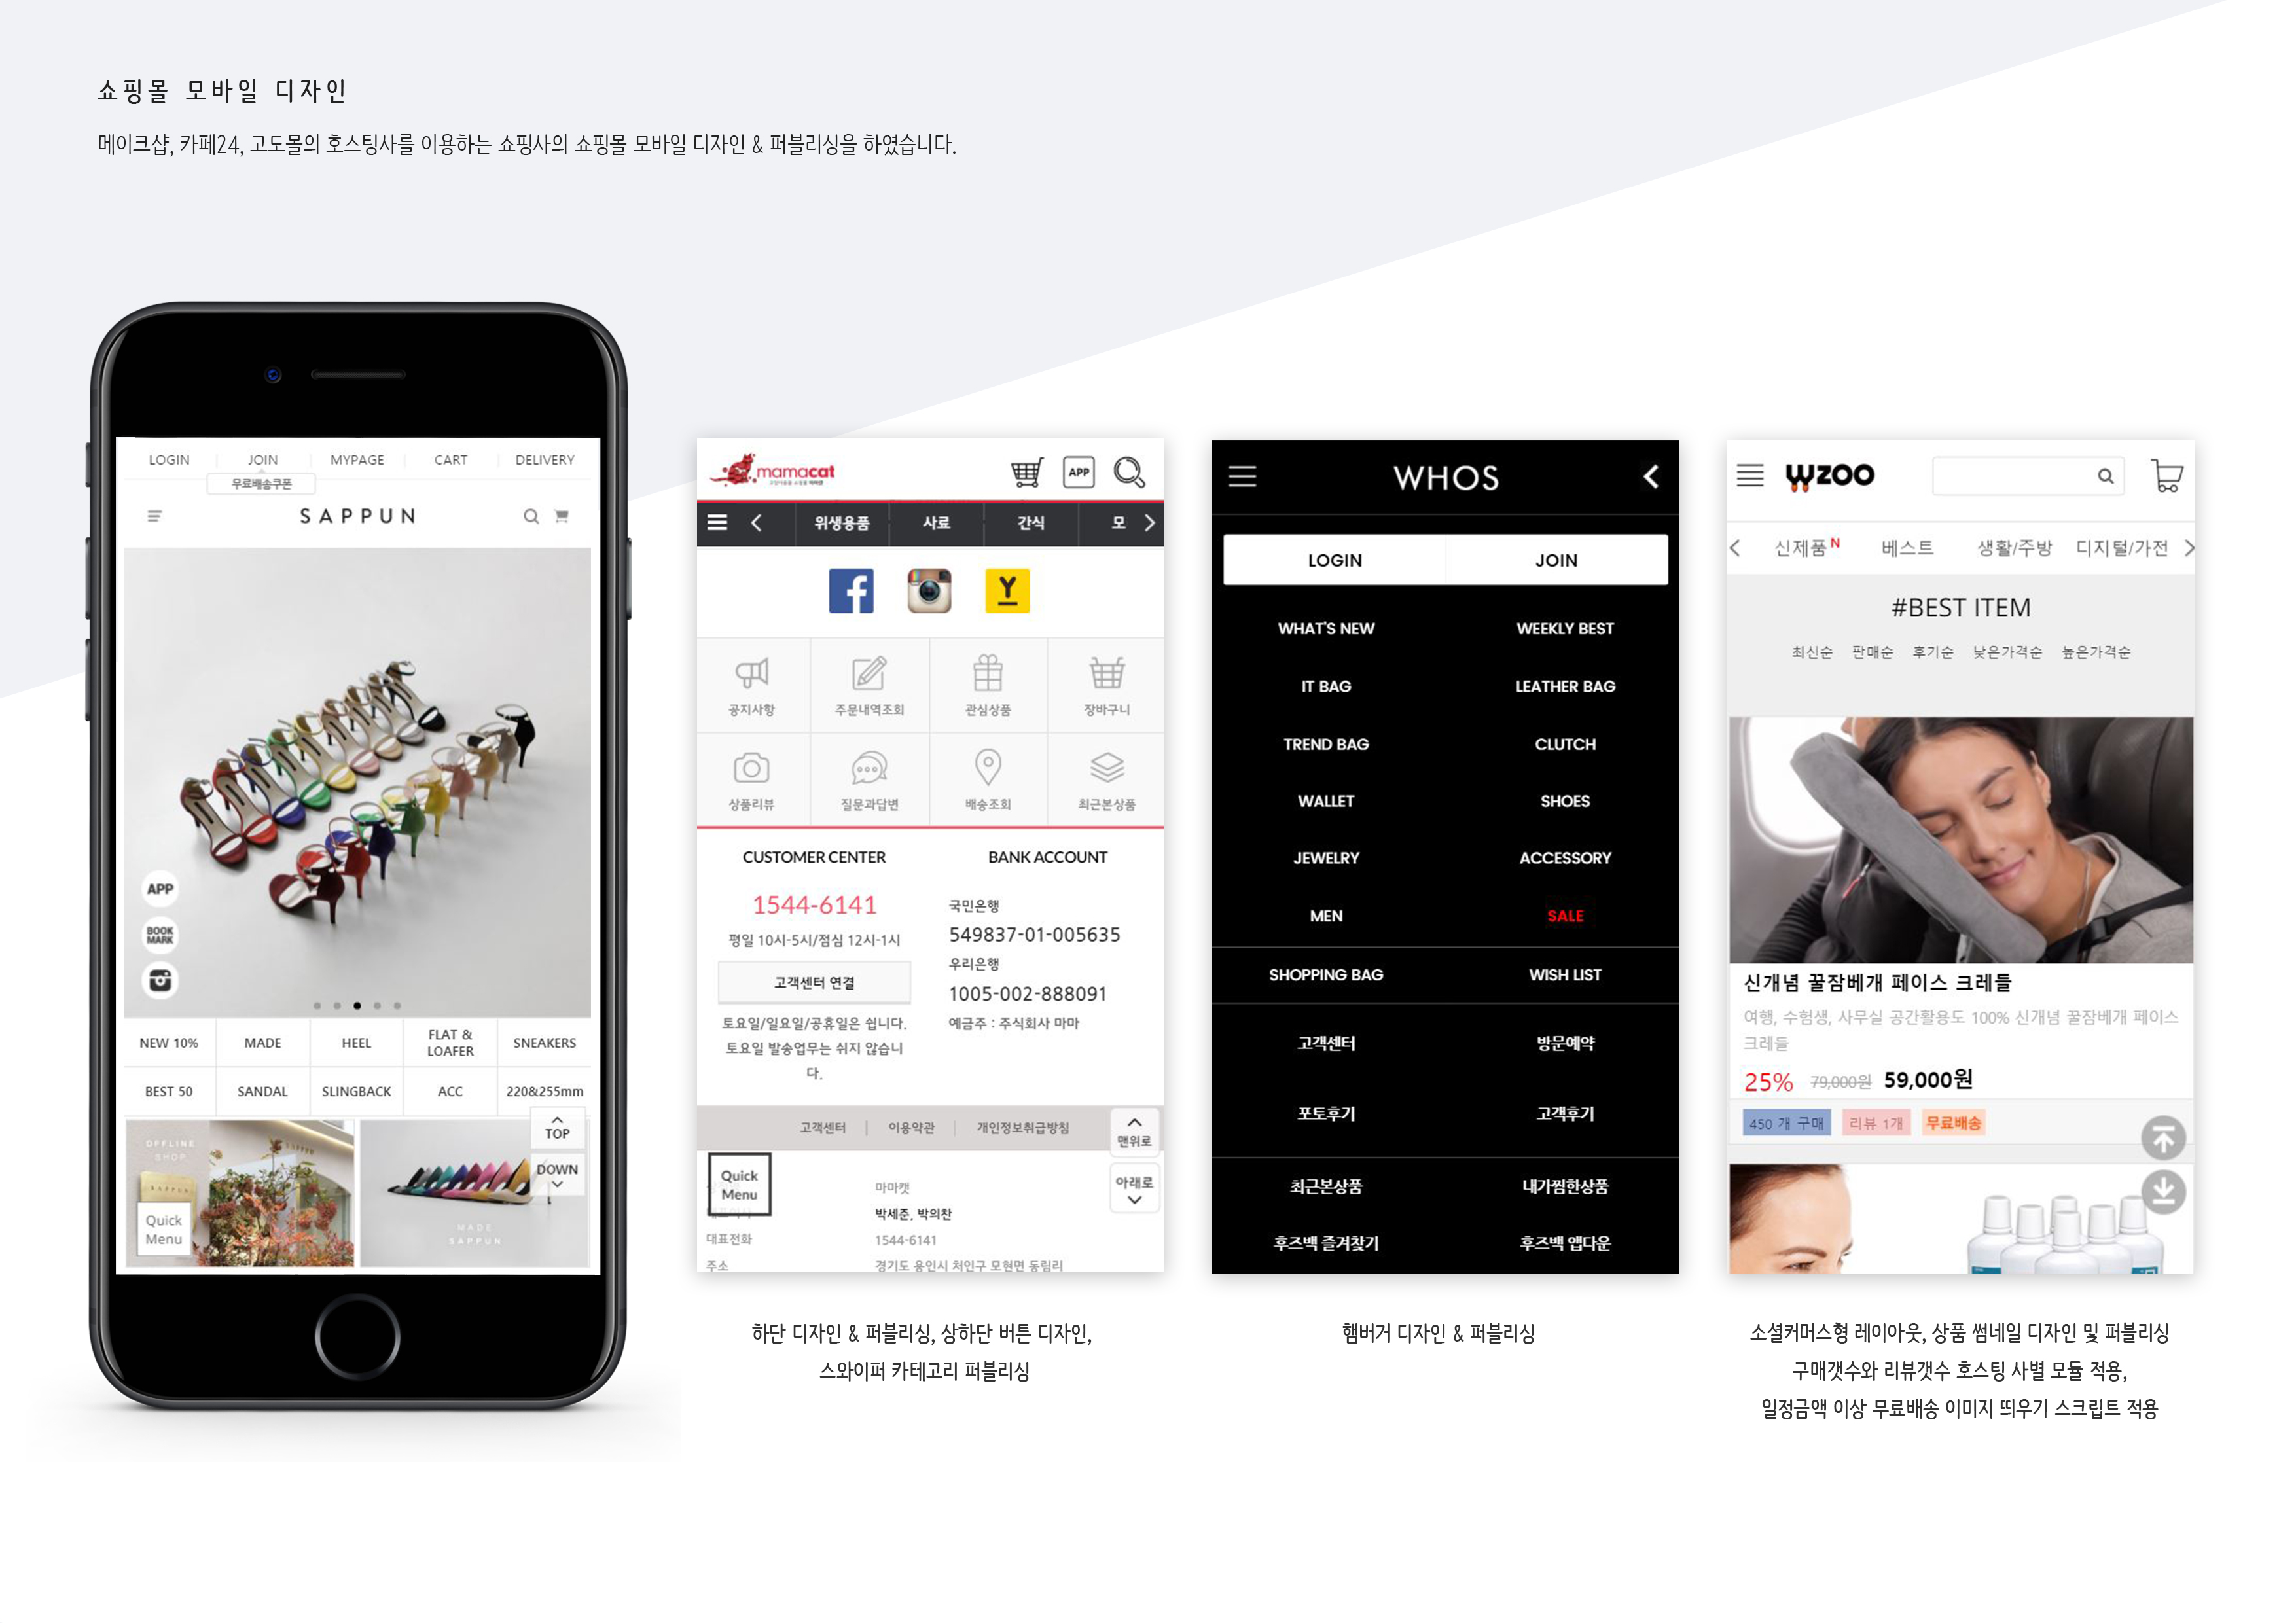 쇼핑몰 모바일 디자인
메이크샵, 카페24, 고도몰의 호스팅사를 이용하는 쇼핑사의 쇼핑몰 모바일 디자인 & 퍼블리싱을 하였습니다.
LOGIN JOIN MYPAGE CART DELIVERY
무료배송쿠폰
SAPPUN
APP
BOOK
MARK
NEW 10% MADE HEEL FLAT & LOAFER SNEAKERS
BEST 50 SANDAL SLINGBACK ACC 220&255mm
OFFLINE
SHOP
SAPPUN
Quick
Menu
MADE
SAPPUN
TOP
DOWN
mamacat
APP
위생용품 사료 간식 모
공지사항 주문내역조회 관심상품 장바구니
상품리뷰 질문과답변 배송조회 최근본상품
CUSTOMER CENTER
1544-6141
평일 10시-5시/점심 12시-1시
고객센터 연결
토요일/일요일/공휴일은 쉽니다.
토요일 발송업무는 쉬지 않습니
다.
BANK ACCOUNT
국민은행
549837-01-005635
우리은행
1005-002-888091
예금주 : 주식회사 마마
고객센터 이용약관 개인정보취급방침
맨위로
아래로
Quick
Menu
마마캣
박세준, 박의찬
대표전화 1544-6141
주소 경기도 용인시 처인구 모현면 동림리
하단 디자인 & 퍼블리싱, 상하단 버튼 디자인,
스와이퍼 카테고리 퍼블리싱
WHOS
LOGIN JOIN
WHAT'S NEW WEEKLY BEST
IT BAG LEATHER BAG
TREND BAG CLUTCH
WALLET SHOES
JEWELRY ACCESSORY
MEN SALE
SHOPPING BAG WISH LIST
고객센터 방문예약
포토후기 고객후기
최근본상품 내가찜한상품
후즈백 즐겨찾기 후즈백 앱다운
햄버거 디자인 & 퍼블리싱
WZOO
신제품 N 베스트 생활/주방 디지털/가전
#BEST ITEM
최신순 판매순 후기순 낮은가격순 높은가격순
신개념 꿀잠베개 페이스 크레들
여행, 수험생, 사무실 공간활용도 100% 신개념 꿀잠베개 페이스
크레들
25% 79,000원 59,000원
450 개 구매 리뷰 1개 무료배송
소셜커머스형 레이아웃, 상품 썸네일 디자인 및 퍼블리싱
구매갯수와 리뷰갯수 호스팅 사별 모듈 적용,
일정금액 이상 무료배송 이미지 띄우기 스크립트 적용